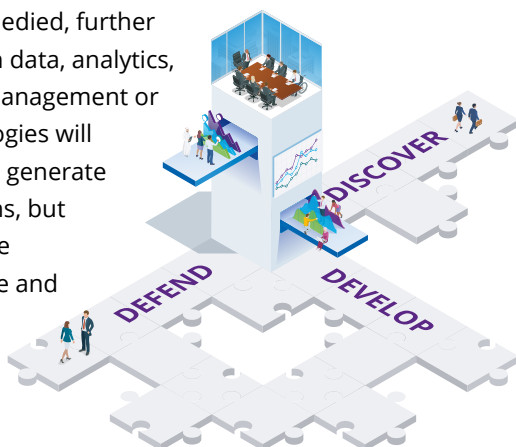 edied, further
data, analytics,
anagement or
ogies will
generate
ns, but
e
e and
DISCOVER
DEFEND
DEVELOP